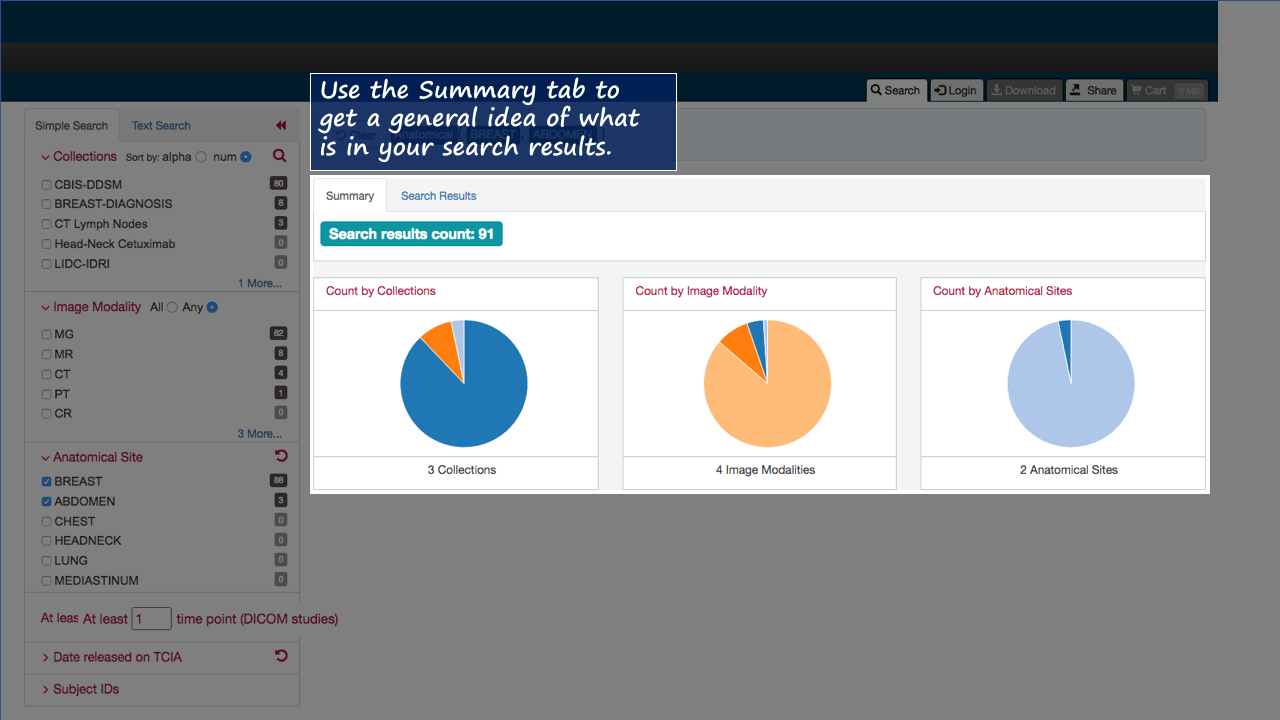 Use the Summary tab to
get a general idea of what
is in your search results.
Search
Login
Download
Share
Cart 0 MB
Simple Search
Text Search
Clear Anatomical BREAST ABDOMEN
Collections Sort by: alpha num
CBIS-DDSM 80
BREAST-DIAGNOSIS 8
CT Lymph Nodes 3
Head-Neck Cetuximab 0
LIDC-IDRI 0
1 More...
Image Modality All Any
MG 82
MR 8
CT 4
PT 1
CR 0
3 More...
Anatomical Site
BREAST 88
ABDOMEN 3
CHEST 0
HEADNECK 0
LUNG 0
MEDIASTINUM 0
At leas At least 1 time point (DICOM studies)
Date released on TCIA
Subject IDs
Summary
Search Results
Search results count: 91
Count by Collections
3 Collections
Count by Image Modality
4 Image Modalities
Count by Anatomical Sites
2 Anatomical Sites